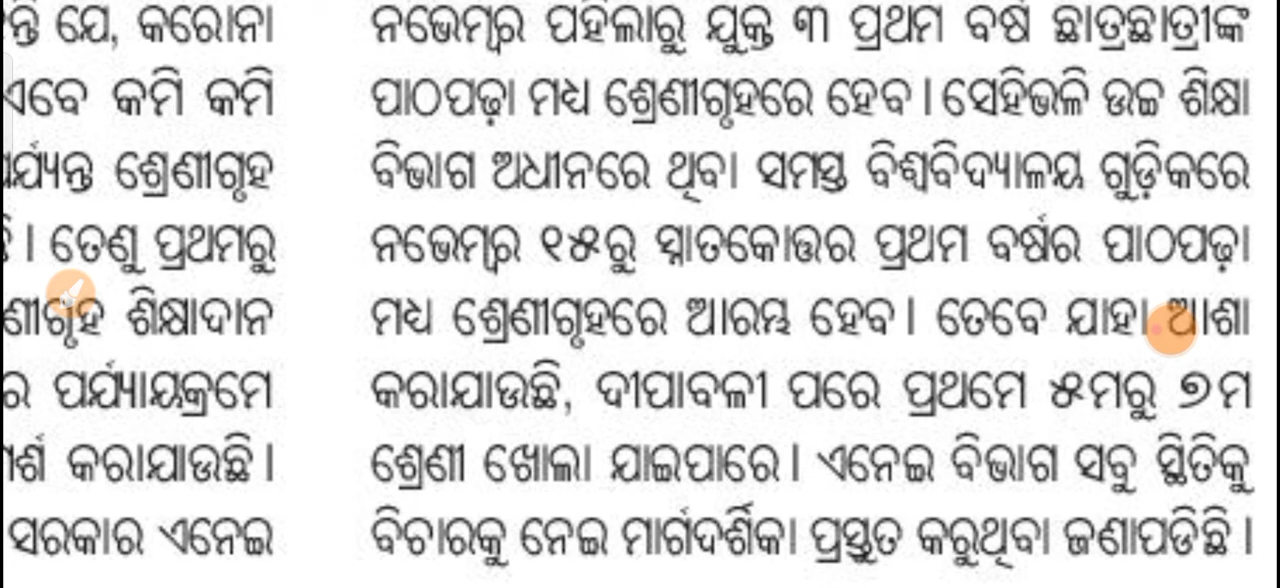 ଯେ, କରୋନା
ଏବେ କମି କମି
ଶ୍ରେଣୀଗୃହ
। ତେଣୁ ପ୍ରଥମରୁ
ଶିକ୍ଷାଦାନ
ର ପର୍ଯ୍ୟାୟକ୍ରମେ
କରାଯାଉଛି ।
ସରକାର ଏନେଇ
ନଭେମ୍ବର ପହିଲାରୁ ଯୁକ୍ତ ୩ ପ୍ରଥମ ବର୍ଷ ଛାତ୍ରଛାତ୍ରୀଙ୍କ
ପାଠପଢ଼ା ମଧ୍ୟ ଶ୍ରେଣୀଗୃହରେ ହେବ । ସେହିଭଳି ଉଚ୍ଚ ଶିକ୍ଷା
ବିଭାଗ ଅଧୀନରେ ଥିବା ସମସ୍ତ ବିଶ୍ୱବିଦ୍ୟାଳୟ ଗୁଡ଼ିକରେ
ନଭେମ୍ବର ୧୫ରୁ ସ୍ନାତକୋତ୍ତର ପ୍ରଥମ ବର୍ଷର ପାଠପଢ଼ା
ମଧ୍ୟ ଶ୍ରେଣୀଗୃହରେ ଆରମ୍ଭ ହେବ । ତେବେ ଯାହା ଆଶା
କରାଯାଉଛି, ଦୀପାବଳୀ ପରେ ପ୍ରଥମେ ୫ମରୁ ୭ମ
ଶ୍ରେଣୀ ଖୋଲା ଯାଇପାରେ । ଏନେଇ ବିଭାଗ ସବୁ ସ୍ଥିତିକୁ
ବିଚାରକୁ ନେଇ ମାର୍ଗଦର୍ଶିକା ପ୍ରସ୍ତୁତ କରୁଥିବା ଜଣାପଡିଛି ।